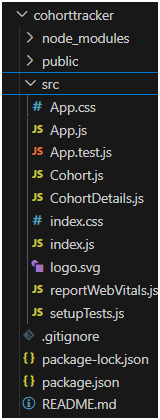 cohorttracker
node_modules
public
src
App.css
JS App.js
JS App.test.js
JS Cohort.js
JS CohortDetails.js
index.css
JS index.js
logo.svg
JS reportWebVitals.js
JS setupTests.js
.gitignore
{} package-lock.json
{} package.json
README.md